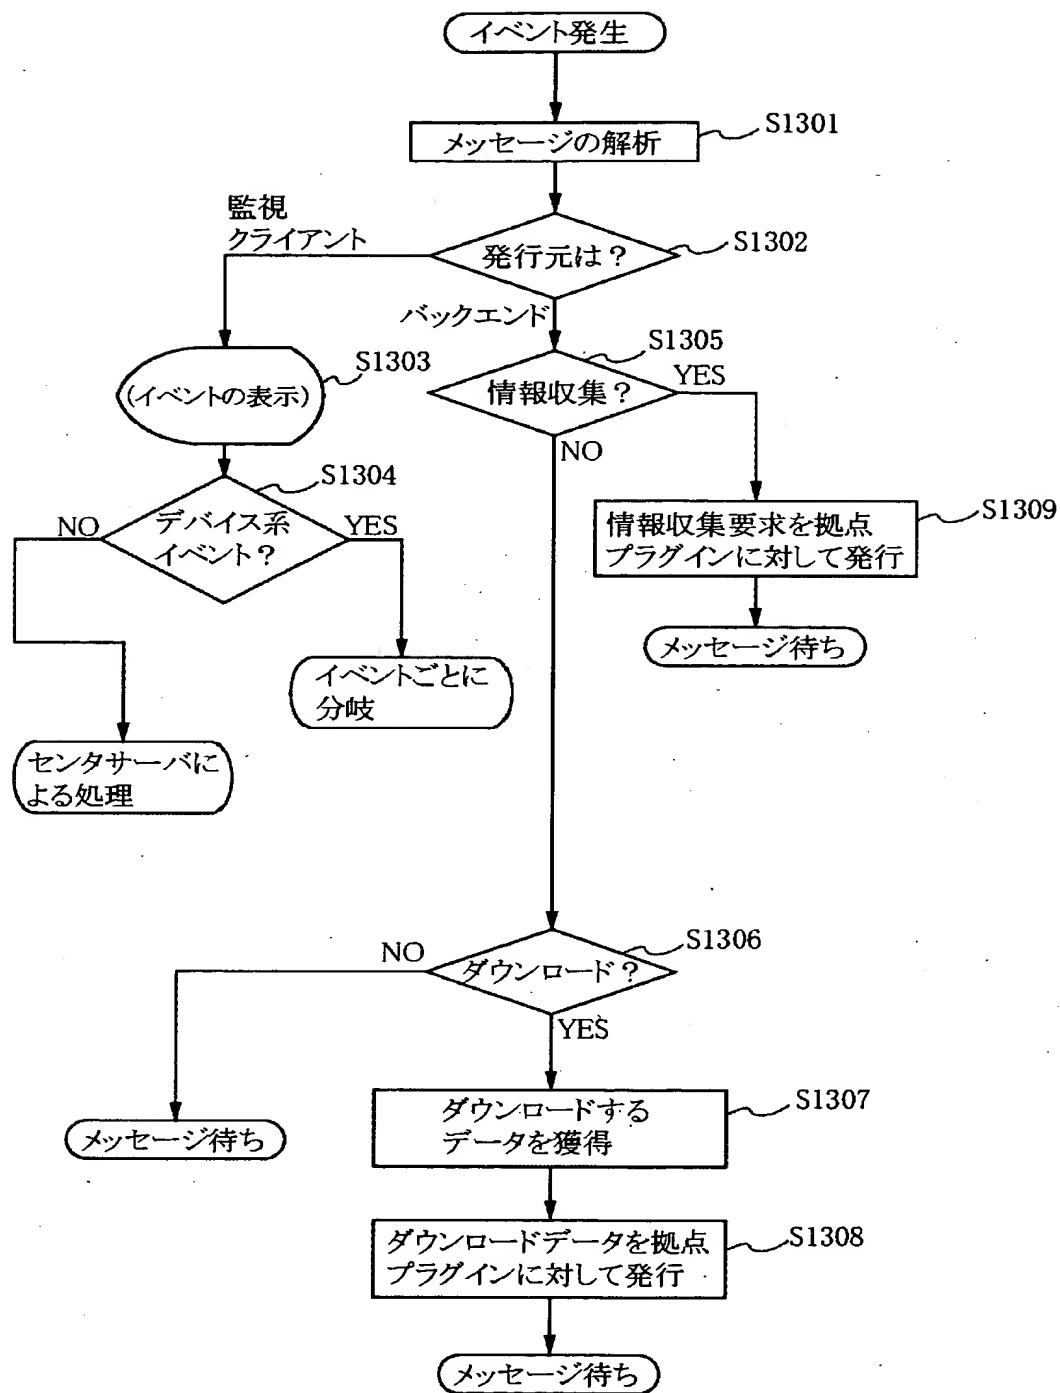 イベント発生
メッセージの解析
S1301
監視
クライアント
発行元は？
S1302
バックエンド
S1303
(イベントの表示)
S1305
情報収集？
YES
NO
S1304
デバイス系
イベント？
NO
YES
情報収集要求を拠点
プラグインに対して発行
S1309
メッセージ待ち
イベントごとに
分岐
センタサーバに
よる処理
S1306
ダウンロード？
NO
YES
ダウンロードする
データを獲得
S1307
メッセージ待ち
ダウンロードデータを拠点
プラグインに対して発行
S1308
メッセージ待ち